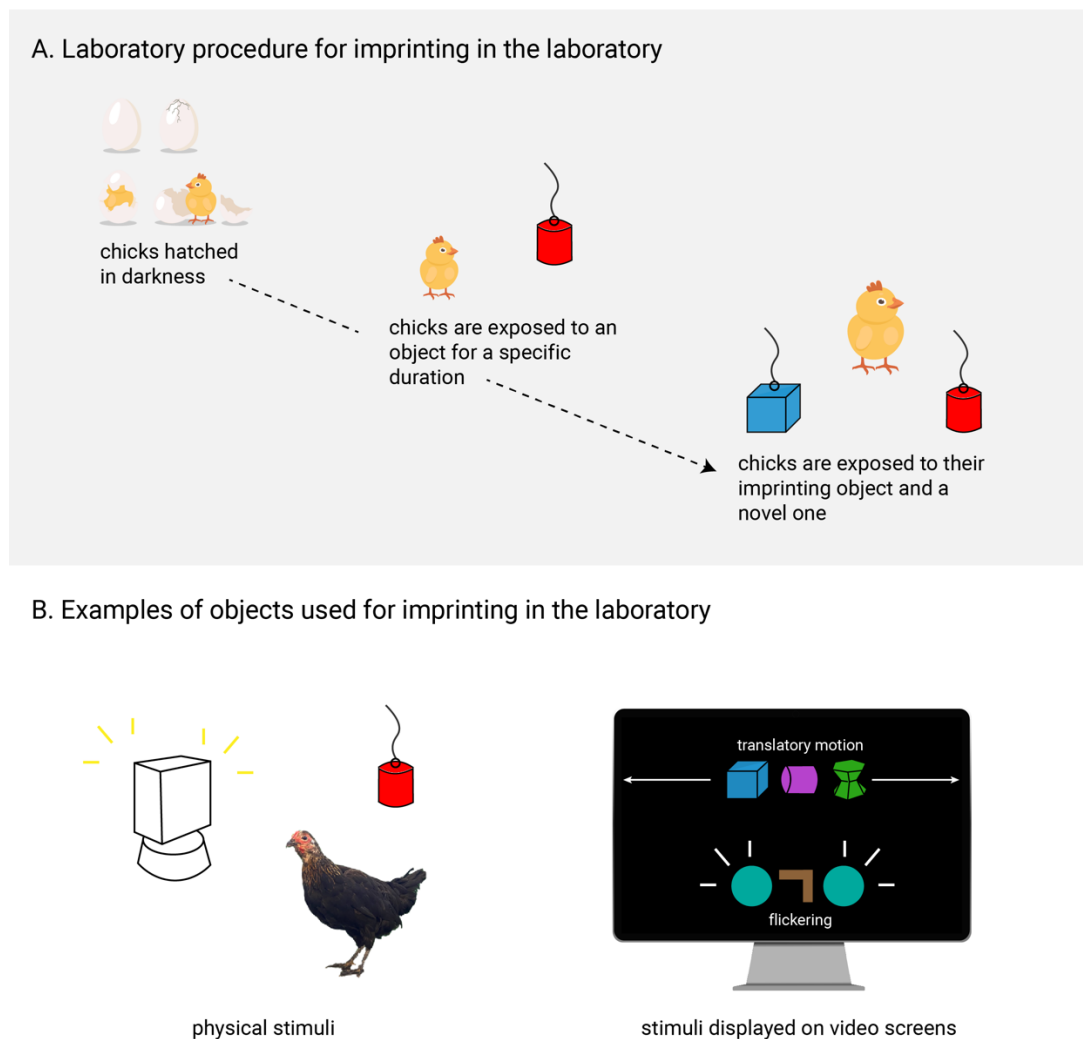 A. Laboratory procedure for imprinting in the laboratory
chicks hatched
in darkness
chicks are exposed to an
object for a specific
duration
chicks are exposed to their
imprinting object and a
novel one
B. Examples of objects used for imprinting in the laboratory
translatory motion
flickering
physical stimuli
stimuli displayed on video screens